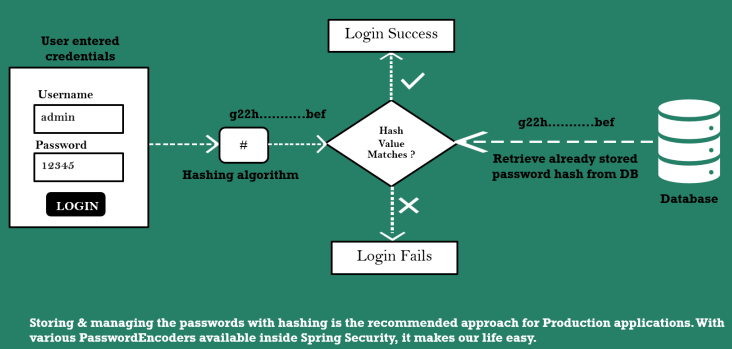 Login Success
User entered
credentials
Username
admin
Password
12345
LOGIN
g22h...........bef
#
Hashing algorithm
Hash
Value
Matches ?
g22h...........bef
Retrieve already stored
password hash from DB
Database
Login Fails
Storing & managing the passwords with hashing is the recommended approach for Production applications. With
various PasswordEncoders available inside Spring Security, it makes our life easy.